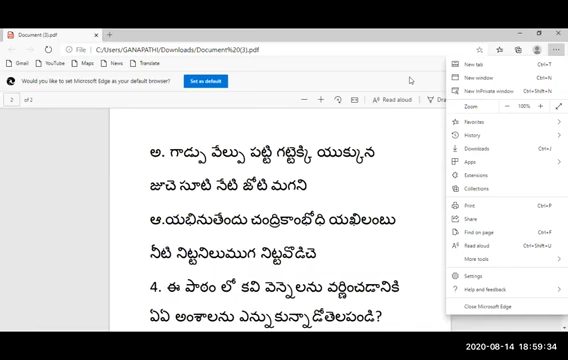 Document (3).pdf
File
C:/Users/GANAPATHI/Downloads/Document%20(3).pdf
Gmail YouTube Maps News Translate
Would you like to set Microsoft Edge as your default browser? Set as default
2 of 2
Read aloud
New tab Ctrl+T
New window Ctrl+N
New InPrivate window Ctrl+Shift+N
Zoom 100%
Favorites
History
Downloads Ctrl+J
Apps
Extensions
Collections
Print Ctrl+P
Share
Find on page Ctrl+F
Read aloud Ctrl+Shift+U
More tools
Settings
Help and feedback
Close Microsoft Edge
అ. గాడ్పు వేల్పు పట్టి గట్టెక్కి యుక్కున
జూచె సూటి నేటి జోటి మగని
ఆ.యభినుతేందు చంద్రికాంభోధి యఖిలంబు
నీటి నిట్టనిలుముగ నిట్టవొడిచె
4. ఈ పాఠం లో కవి వెన్నెలను వర్ణించడానికి
ఏఏ అంశాలను ఎన్నుకున్నాడోతెలపండి?
2020-08-14 18:59:34